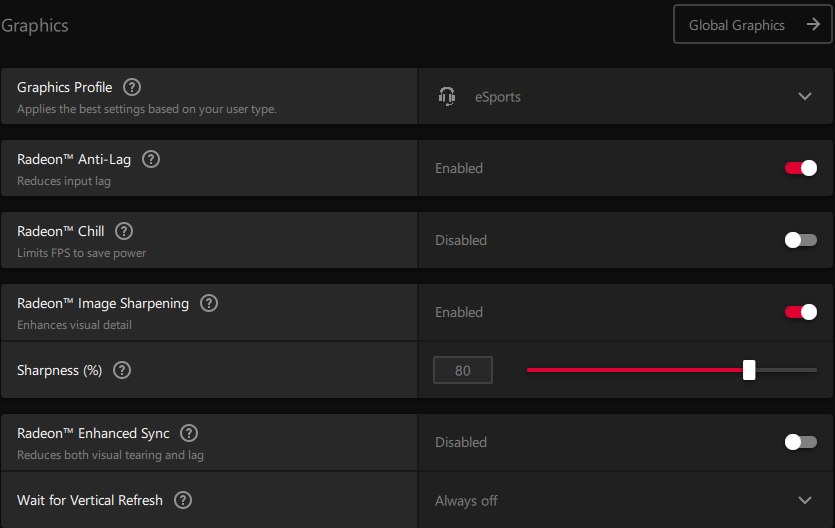 Graphics
Global Graphics
Graphics Profile
Applies the best settings based on your user type.
eSports
Radeon™ Anti-Lag
Reduces input lag
Enabled
Radeon™ Chill
Limits FPS to save power
Disabled
Radeon™ Image Sharpening
Enhances visual detail
Enabled
Sharpness (%)
80
Radeon™ Enhanced Sync
Reduces both visual tearing and lag
Disabled
Wait for Vertical Refresh
Always off